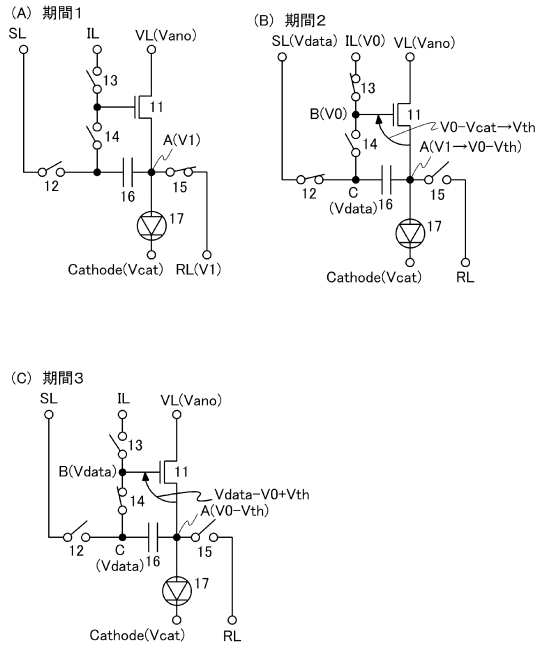 (A) 期間1
SL
IL
VL(Vano)
13
11
14
A(V1)
12
16
15
17
Cathode(Vcat)
RL(V1)
(B) 期間2
SL(Vdata)
IL(V0)
VL(Vano)
13
B(V0)
11
V0-Vcat→Vth
14
A(V1→V0-Vth)
12
C
(Vdata)
16
15
17
Cathode(Vcat)
RL
(C) 期間3
SL
IL
VL(Vano)
13
B(Vdata)
11
14
Vdata-V0+Vth
A(V0-Vth)
12
C
(Vdata)
16
15
17
Cathode(Vcat)
RL